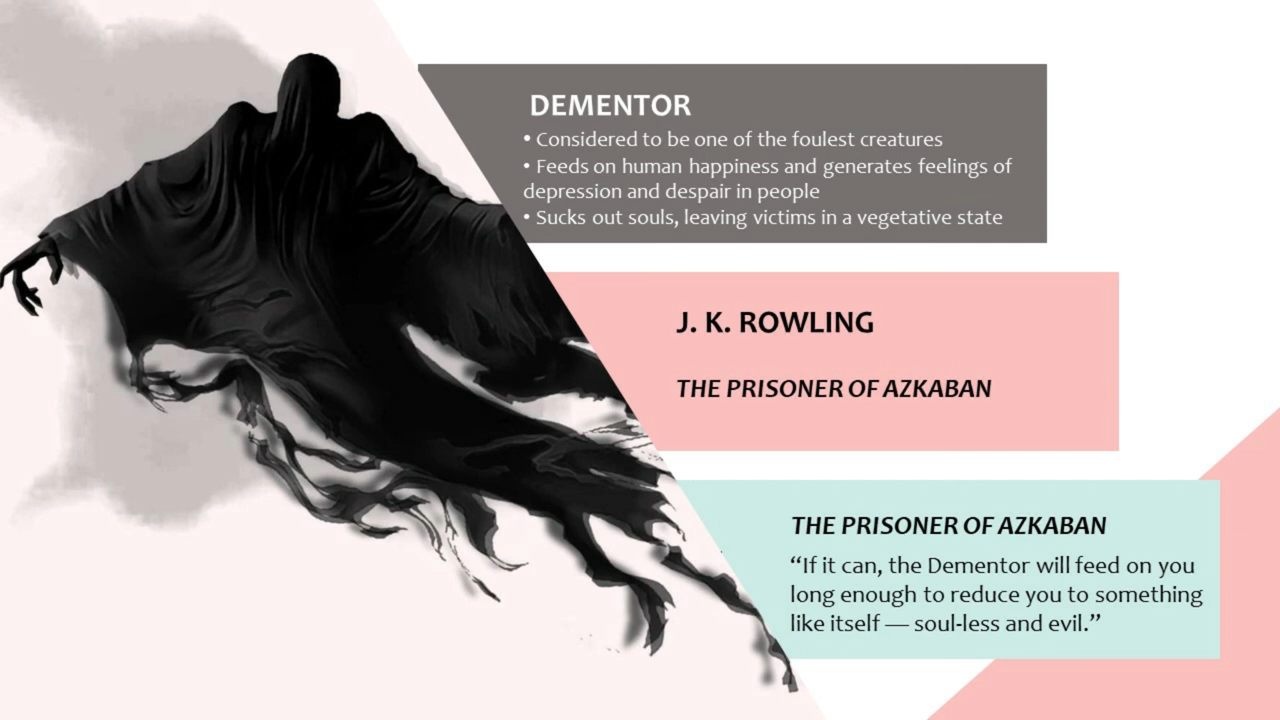 DEMENTOR
• Considered to be one of the foulest creatures
• Feeds on human happiness and generates feelings of
depression and despair in people
• Sucks out souls, leaving victims in a vegetative state
J. K. ROWLING
THE PRISONER OF AZKABAN
THE PRISONER OF AZKABAN
“If it can, the Dementor will feed on you
long enough to reduce you to something
like itself — soul-less and evil.”